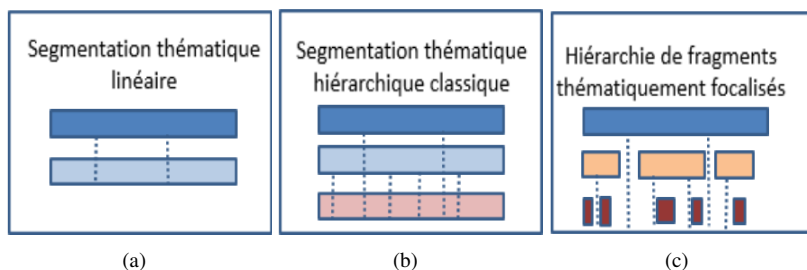 Segmentation thématique
linéaire
Segmentation thématique
hiérarchique classique
Hiérarchie de fragments
thématiquement focalisés
(a)
(b)
(c)